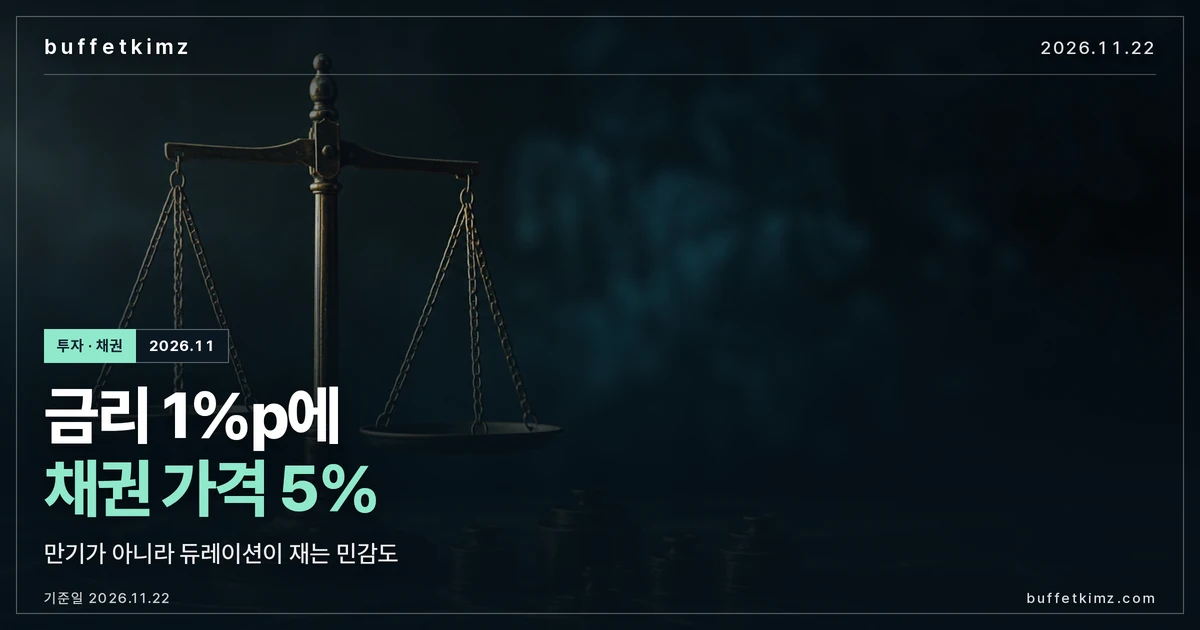 buffetkimz
2026.11.22
투자 · 채권
2026.11
금리 1%p에
채권 가격 5%
만기가 아니라 듀레이션이 재는 민감도
기준일 2026.11.22
buffetkimz.com